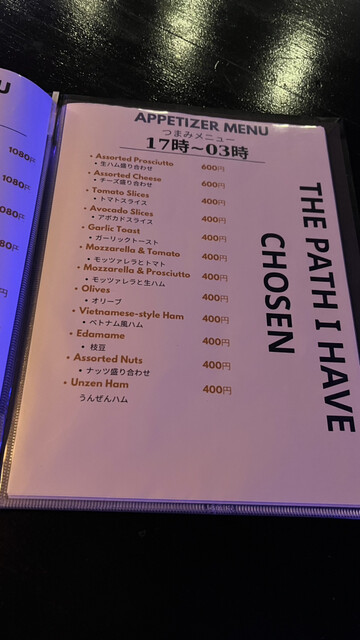 U
1080円
1080円
080円
80円
円
APPETIZER MENU
つまみメニュー
17時〜03時
• Assorted Prosciutto 600円
• 生ハム盛り合わせ
• Assorted Cheese 600円
• チーズ盛り合わせ
• Tomato Slices 400円
• トマトスライス
• Avocado Slices 400円
• アボカドスライス
• Garlic Toast 400円
• ガーリックトースト
• Mozzarella & Tomato 400円
• モッツァレラとトマト
• Mozzarella & Prosciutto 400円
• モッツァレラと生ハム
• Olives 400円
• オリーブ
• Vietnamese-style Ham 400円
• ベトナム風ハム
• Edamame 400円
• 枝豆
• Assorted Nuts 400円
• ナッツ盛り合わせ
• Unzen Ham 400円
うんぜんハム
THE PATH I HAVE
CHOSEN